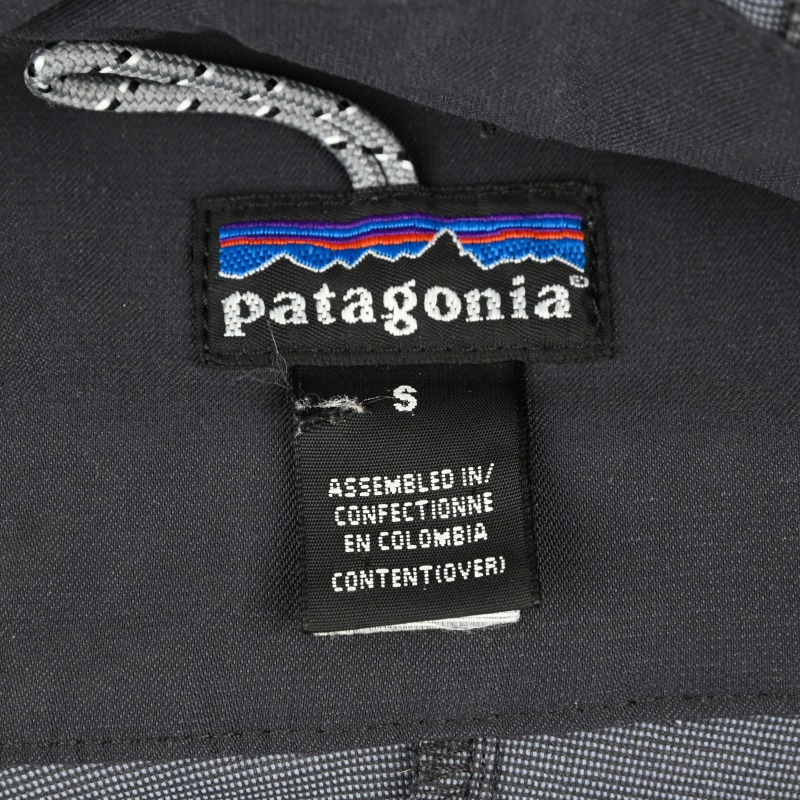 patagonia®
S
ASSEMBLED IN/
CONFECTIONNE
EN COLOMBIA
CONTENT(OVER)